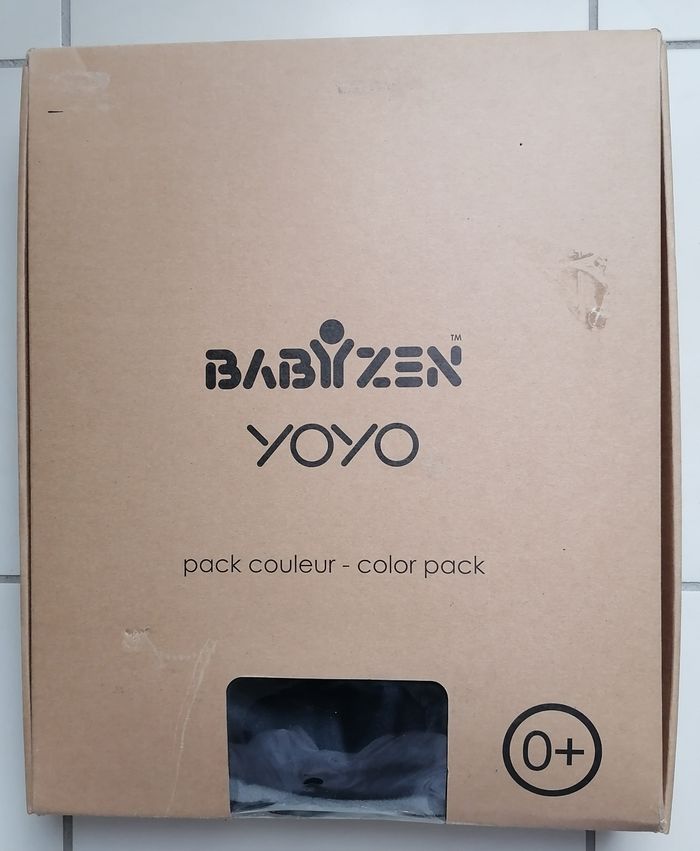 BABYZEN™
YOYO
pack couleur - color pack
0+